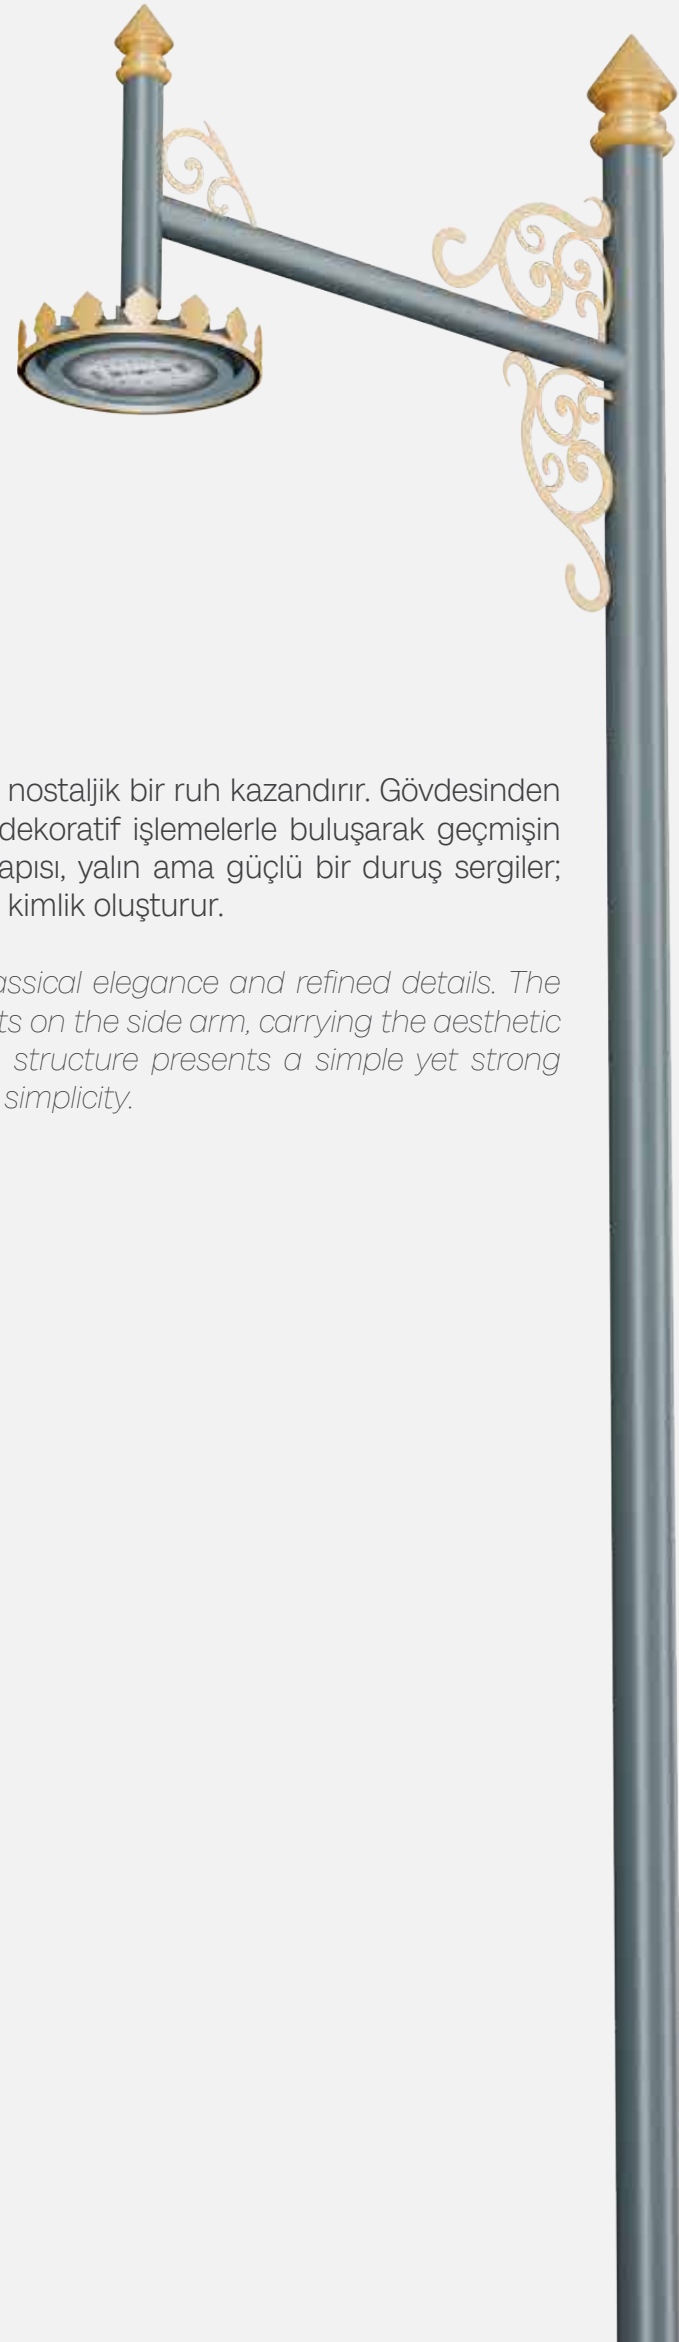 nostaljik bir ruh kazandırır. Gövdesinden
dekoratif işlemelerle buluşarak geçmişin
apısı, yalın ama güçlü bir duruş sergiler;
kimlik oluşturur.
assical elegance and refined details. The
ts on the side arm, carrying the aesthetic
structure presents a simple yet strong
simplicity.